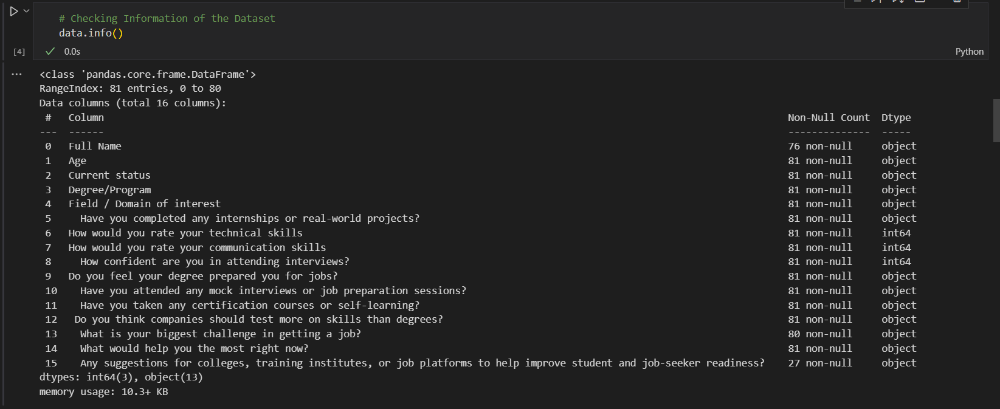 # Checking Information of the Dataset
data.info()
[4] 0.0s Python
... <class 'pandas.core.frame.DataFrame'>
RangeIndex: 81 entries, 0 to 80
Data columns (total 16 columns):
 #   Column   Non-Null Count  Dtype
---  ------   --------------  -----
 0   Full Name   76 non-null   object
 1   Age   81 non-null   object
 2   Current status   81 non-null   object
 3   Degree/Program   81 non-null   object
 4   Field / Domain of interest   81 non-null   object
 5     Have you completed any internships or real-world projects?   81 non-null   object
 6   How would you rate your technical skills   81 non-null   int64
 7   How would you rate your communication skills   81 non-null   int64
 8     How confident are you in attending interviews?   81 non-null   int64
 9   Do you feel your degree prepared you for jobs?   81 non-null   object
 10    Have you attended any mock interviews or job preparation sessions?   81 non-null   object
 11    Have you taken any certification courses or self-learning?   81 non-null   object
 12   Do you think companies should test more on skills than degrees?   81 non-null   object
 13    What is your biggest challenge in getting a job?   80 non-null   object
 14    What would help you the most right now?   81 non-null   object
 15    Any suggestions for colleges, training institutes, or job platforms to help improve student and job-seeker readiness?   27 non-null   object
dtypes: int64(3), object(13)
memory usage: 10.3+ KB